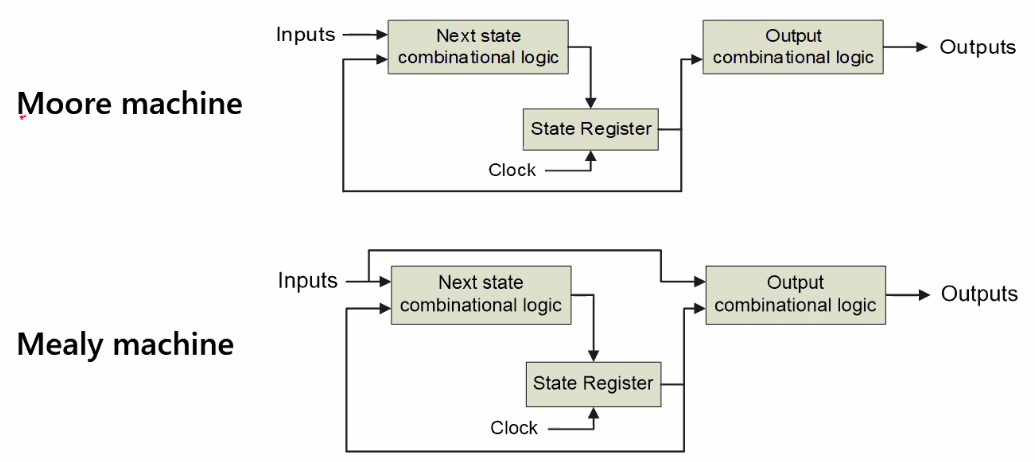 Moore machine
Inputs
Next state
combinational logic
State Register
Clock
Output
combinational logic
Outputs
Mealy machine
Inputs
Next state
combinational logic
State Register
Clock
Output
combinational logic
Outputs